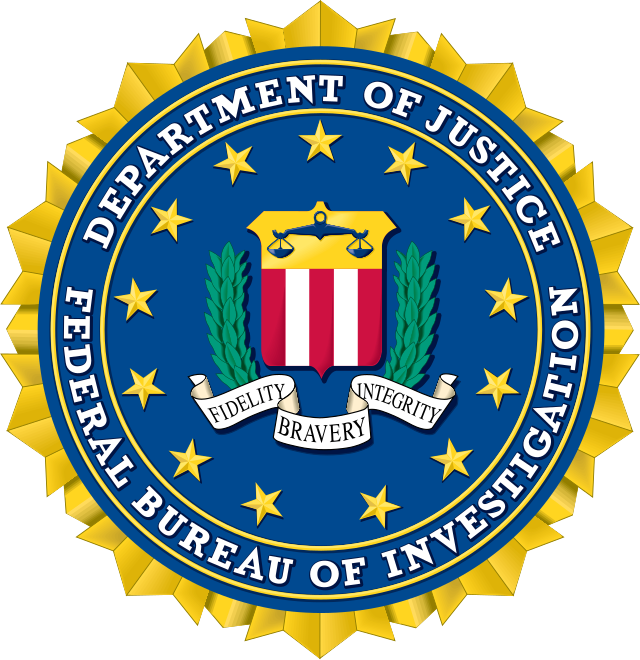 DEPARTMENT OF JUSTICE
FEDERAL BUREAU OF INVESTIGATION
FIDELITY
BRAVERY
INTEGRITY